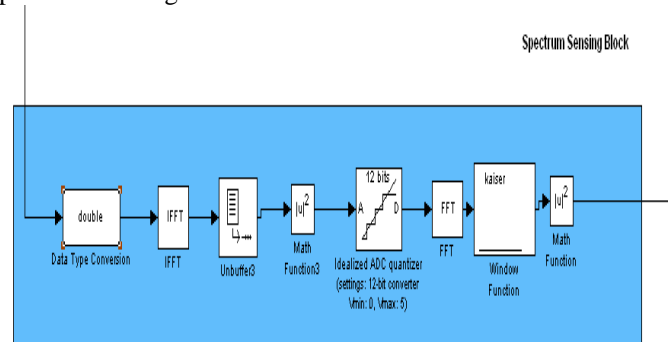 Spectrum Sensing Block
double
Data Type Conversion
IFFT
IFFT
Unbuffer3
|u|²
Math
Function3
12 bits
A
D
Idealized ADC quantizer
(settings: 12-bit converter
Vmin: 0, Vmax: 5)
FFT
FFT
kaiser
Window
Function
|u|²
Math
Function